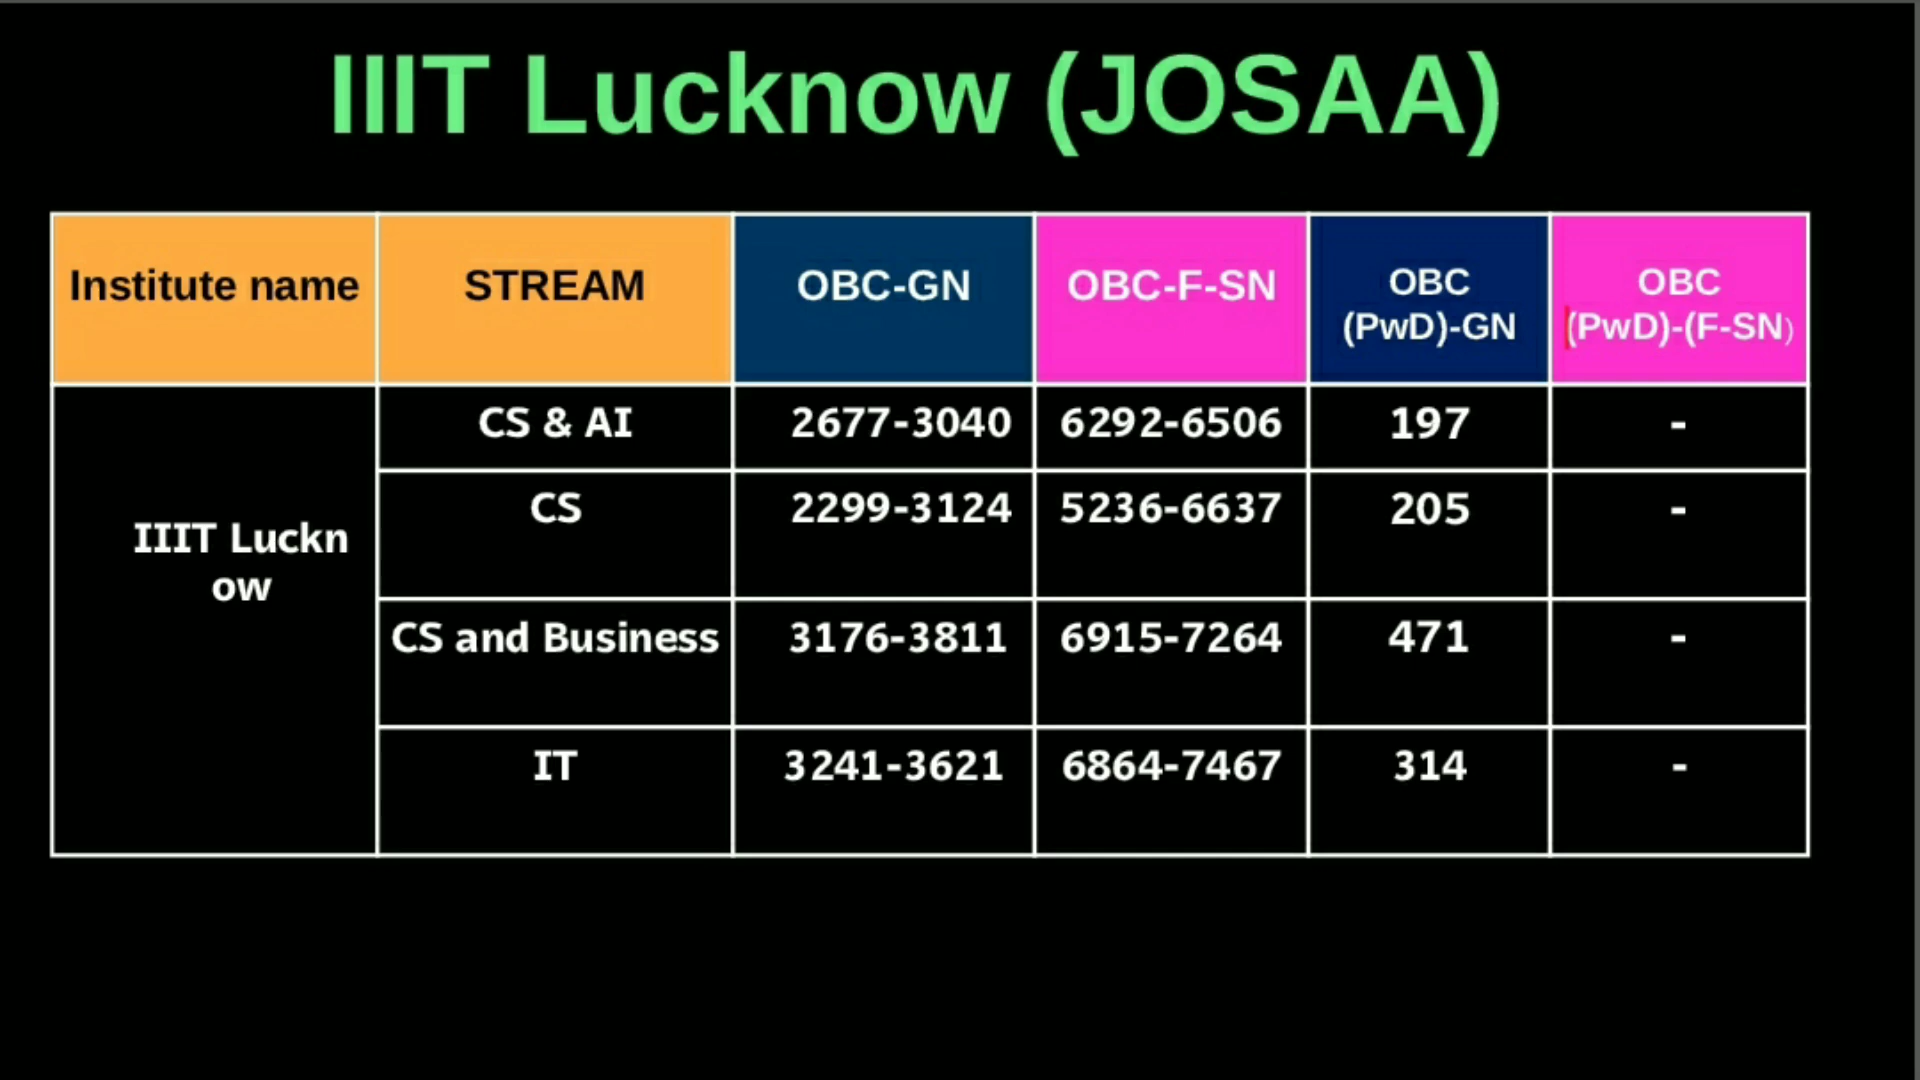 IIIT Lucknow (JOSAA)
Institute name STREAM OBC-GN OBC-F-SN OBC (PwD)-GN OBC (PwD)-(F-SN)
CS & AI 2677-3040 6292-6506 197 -
CS 2299-3124 5236-6637 205 -
IIIT Luckn
ow
CS and Business 3176-3811 6915-7264 471 -
IT 3241-3621 6864-7467 314 -